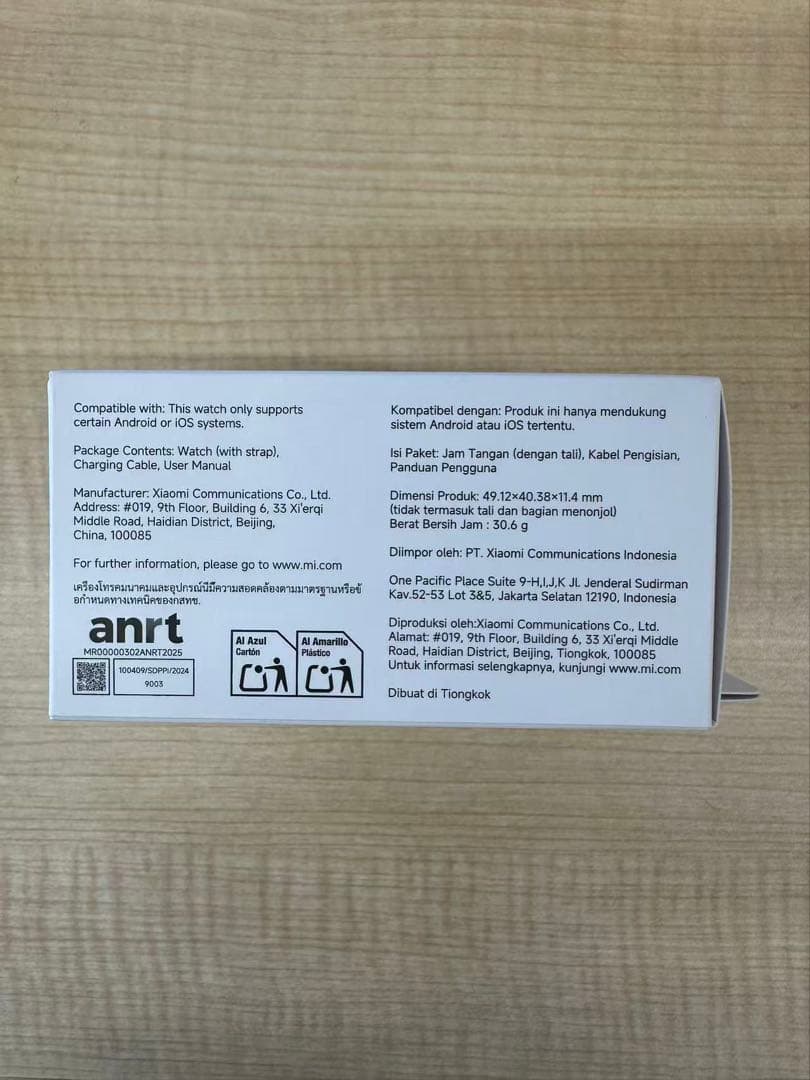 Compatible with: This watch only supports
certain Android or iOS systems.
Package Contents: Watch (with strap),
Charging Cable, User Manual
Manufacturer: Xiaomi Communications Co., Ltd.
Address: #019, 9th Floor, Building 6, 33 Xi'erqi
Middle Road, Haidian District, Beijing,
China, 100085
For further information, please go to www.mi.com
เครื่องโทรคมนาคมและอุปกรณ์นี้มีความสอดคล้องตามมาตรฐานหรือข้
อกำหนดทางเทคนิคของกสทช.
anrt
MR00000302ANRT2025
100409/SDPPI/2024
9003
Al Azul
Cartón
Al Amarillo
Plástico
Kompatibel dengan: Produk ini hanya mendukung
sistem Android atau iOS tertentu.
Isi Paket: Jam Tangan (dengan tali), Kabel Pengisian,
Panduan Pengguna
Dimensi Produk: 49.12×40.38×11.4 mm
(tidak termasuk tali dan bagian menonjol)
Berat Bersih Jam : 30.6 g
Diimpor oleh: PT. Xiaomi Communications Indonesia
One Pacific Place Suite 9-H,I,J,K Jl. Jenderal Sudirman
Kav.52-53 Lot 3&5, Jakarta Selatan 12190, Indonesia
Diproduksi oleh:Xiaomi Communications Co., Ltd.
Alamat: #019, 9th Floor, Building 6, 33 Xi'erqi Middle
Road, Haidian District, Beijing, Tiongkok, 100085
Untuk informasi selengkapnya, kunjungi www.mi.com
Dibuat di Tiongkok